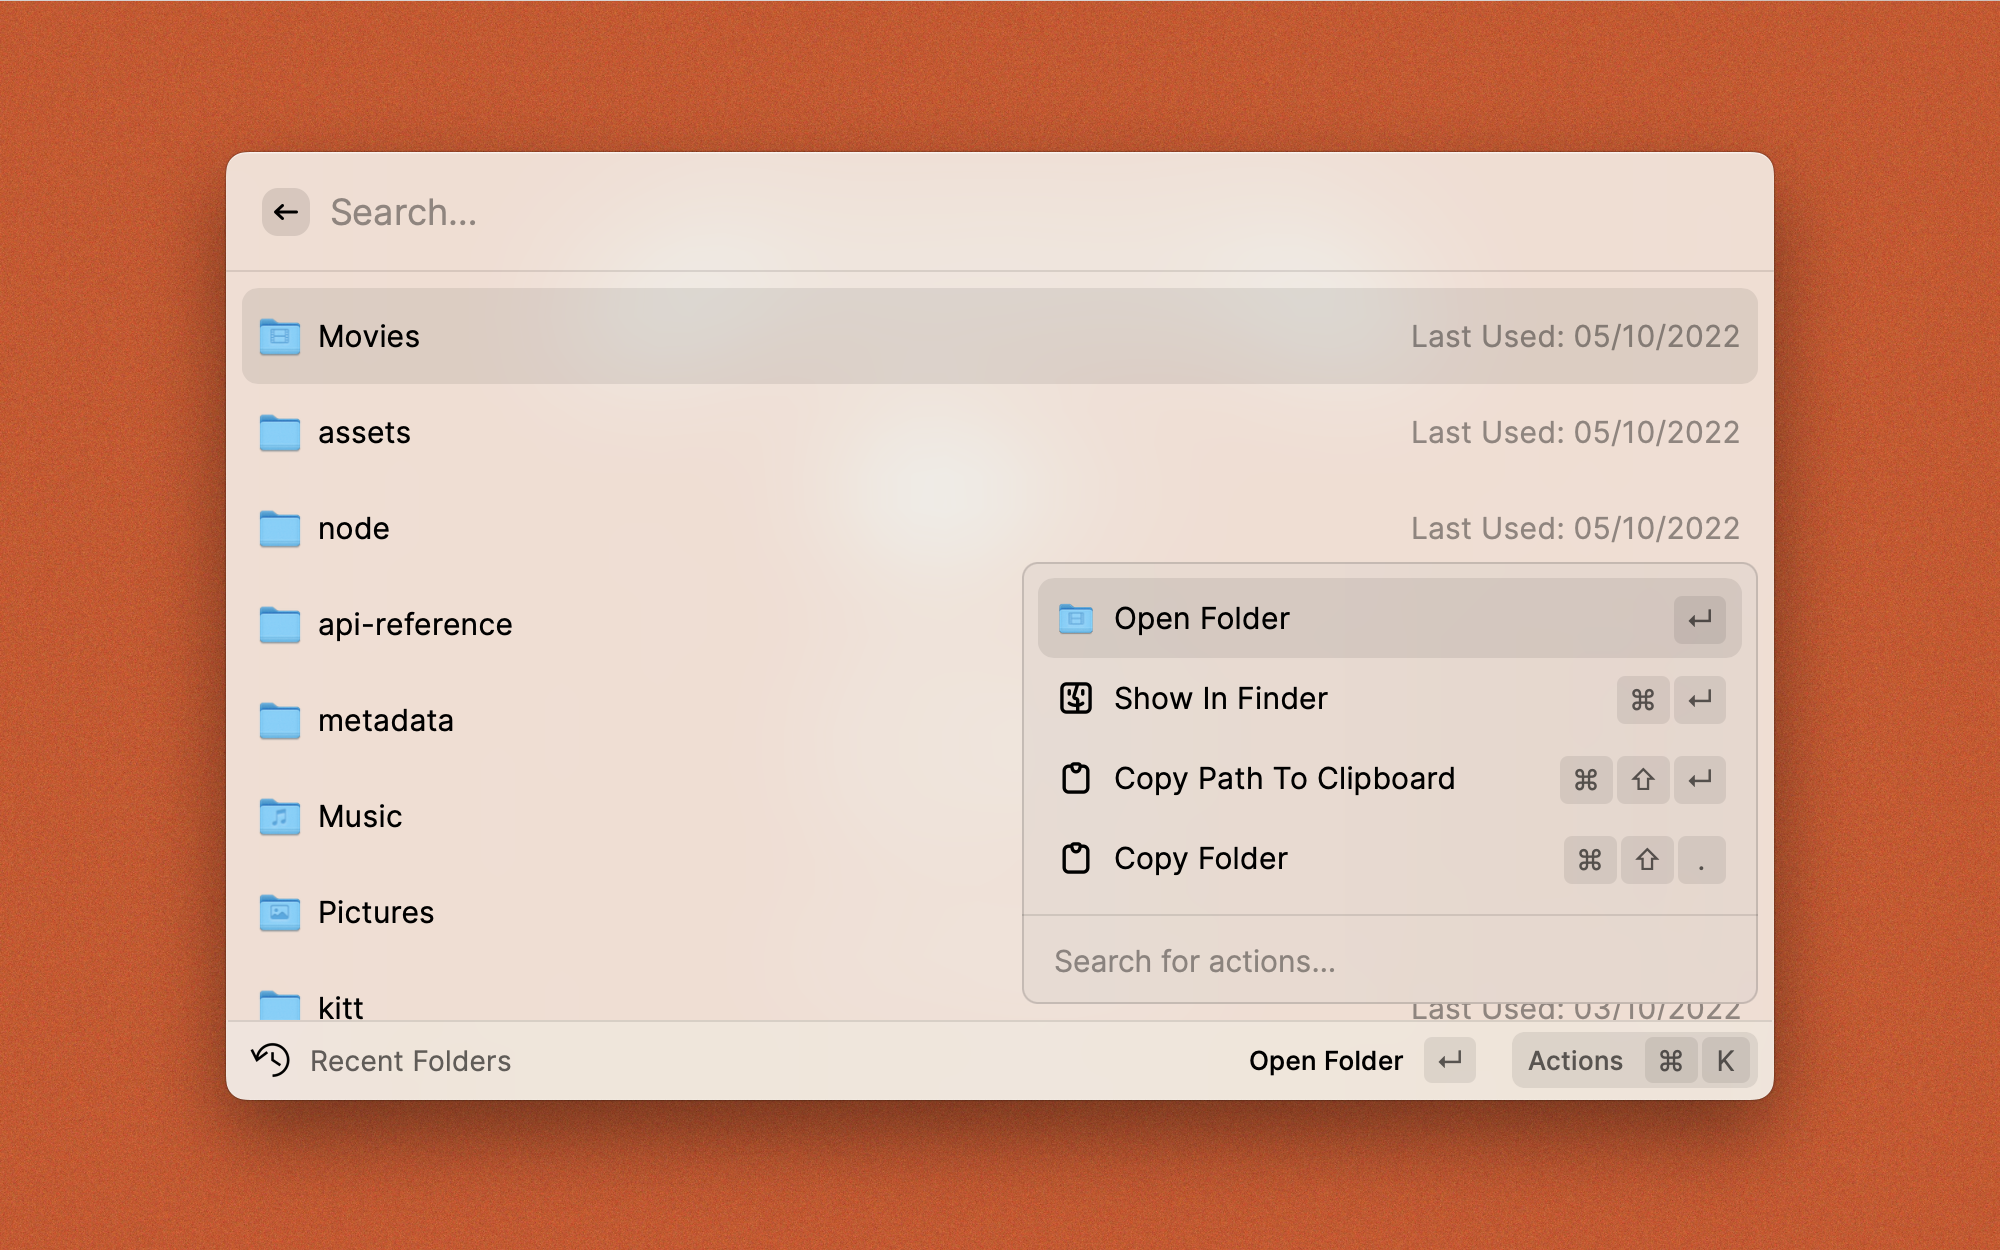 Search...
Movies Last Used: 05/10/2022
assets Last Used: 05/10/2022
node Last Used: 05/10/2022
api-reference
metadata
Music
Pictures
kitt Last Used: 03/10/2022
Open Folder ↵
Show In Finder ⌘ ↵
Copy Path To Clipboard ⌘ ⇧ ↵
Copy Folder ⌘ ⇧ .
Search for actions...
Recent Folders Open Folder ↵ Actions ⌘ K